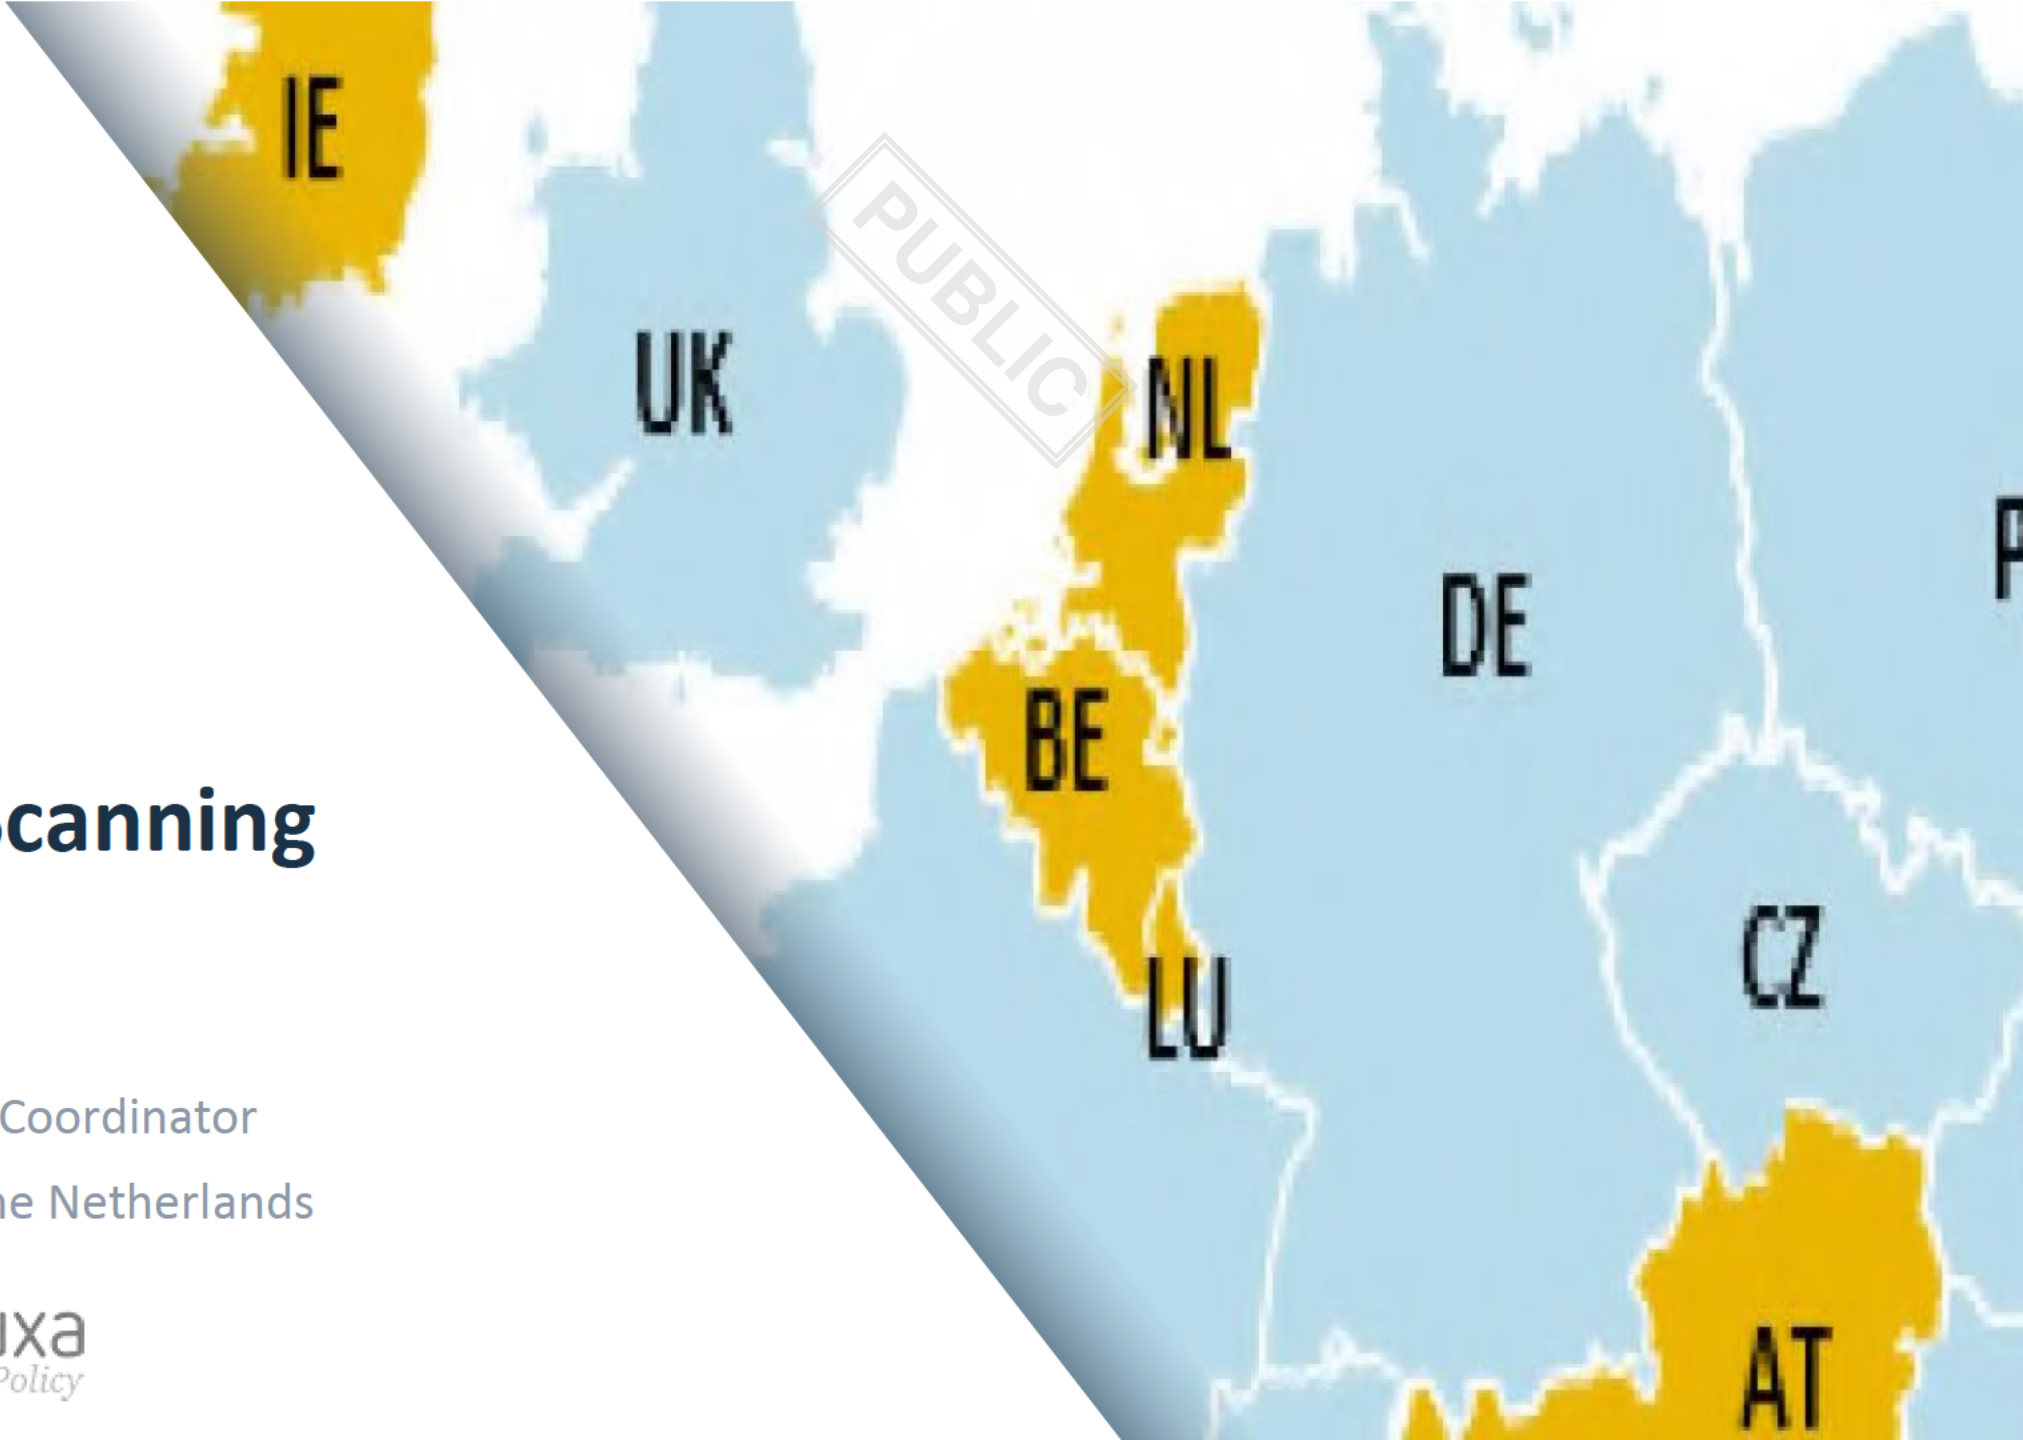 IE
PUBLIC
UK
NL
DE
BE
canning
CZ
LU
Coordinator
Netherlands
AT
xa
Policy